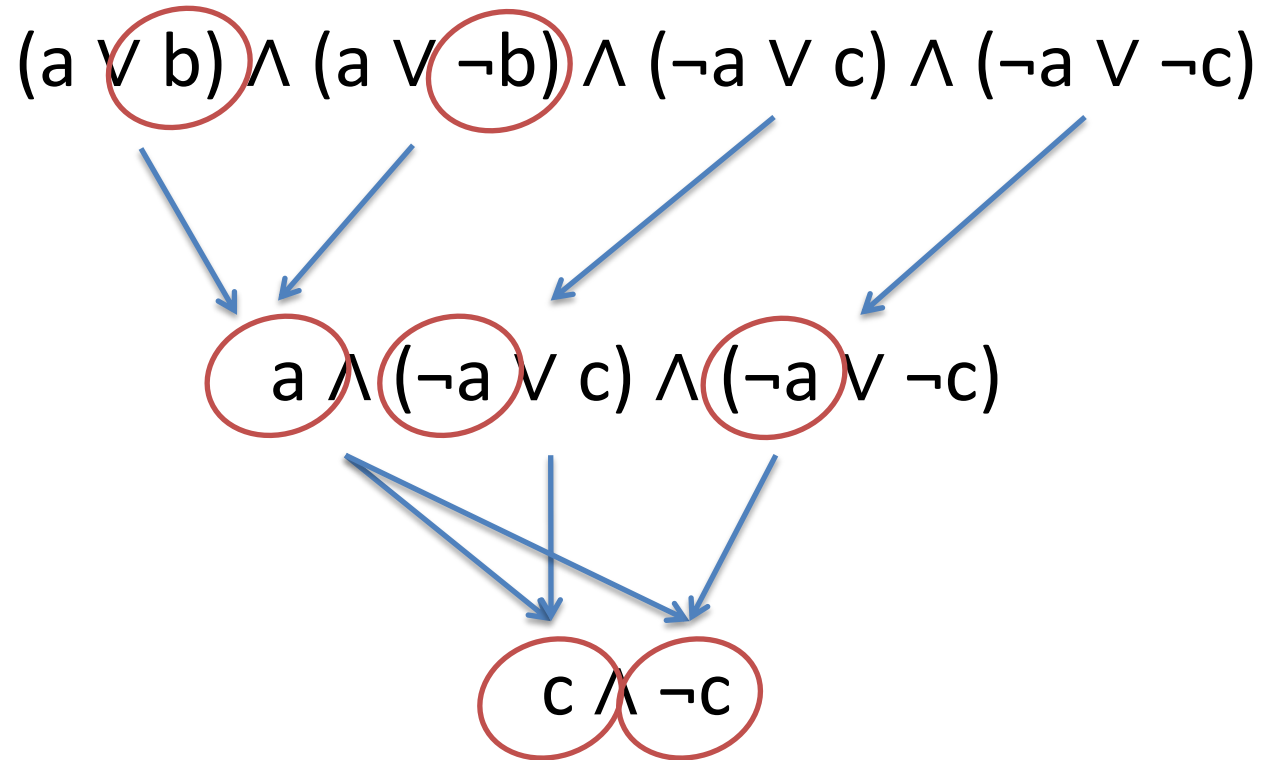 (a ∨ b) ∧ (a ∨ ¬b) ∧ (¬a ∨ c) ∧ (¬a ∨ ¬c)
a ∧ (¬a ∨ c) ∧ (¬a ∨ ¬c)
c ∧ ¬c